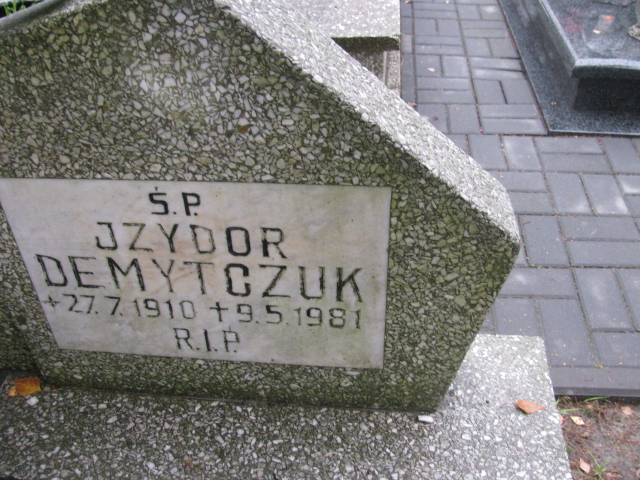 Ś.P.
JZYDOR
DEMYTCZUK
+27.7.1910 +9.5.1981
R.I.P.